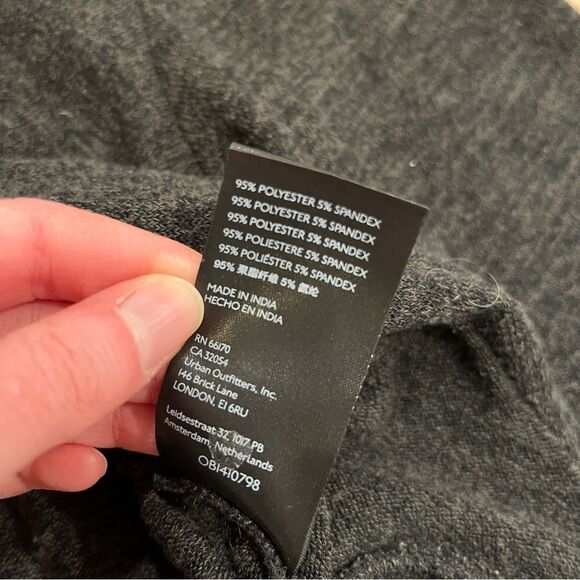 95% POLYESTER 5% SPANDEX
95% POLYESTER 5% SPANDEX
95% POLYESTER 5% SPANDEX
95% POLIESTERE 5% SPANDEX
95% POLIÉSTER 5% SPANDEX
95% 聚酯纤维 5% 氨纶
MADE IN INDIA
HECHO EN INDIA
RN 66170
CA 32054
Urban Outfitters, Inc.
146 Brick Lane
LONDON, E1 6RU
Leidsestraat 32, 1017 PB
Amsterdam, Netherlands
OB1410798